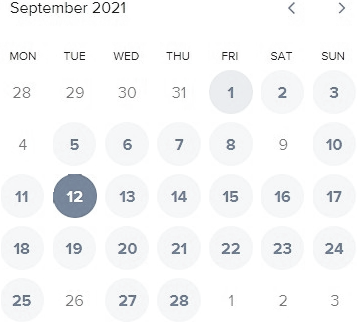 September 2021
MON TUE WED THU FRI SAT SUN
28 29 30 31 1 2 3
4 5 6 7 8 9 10
11 12 13 14 15 16 17
18 19 20 21 22 23 24
25 26 27 28 1 2 3